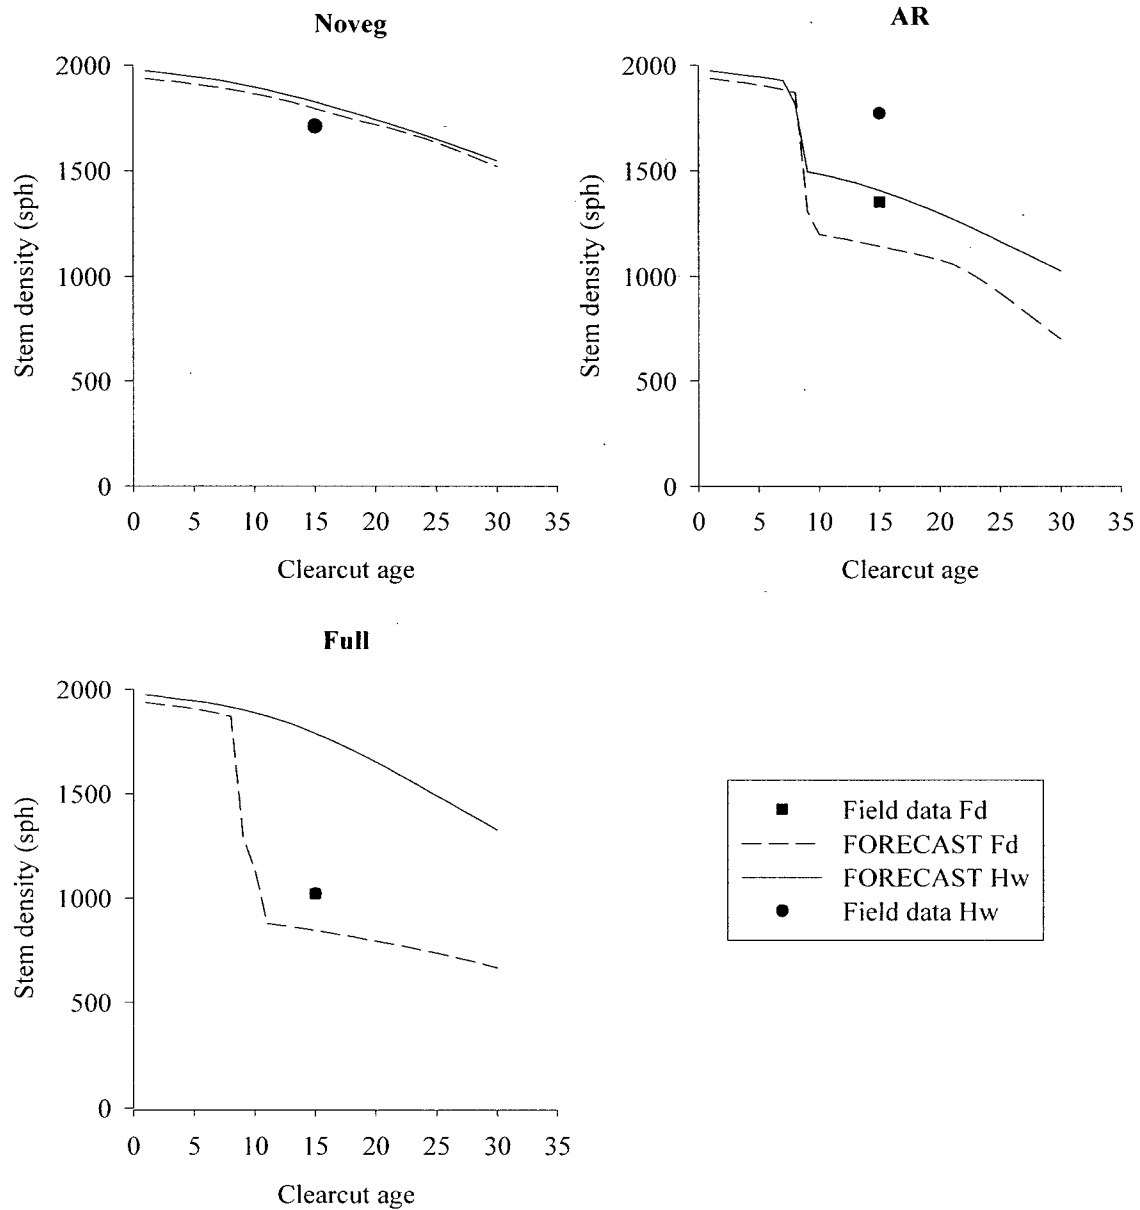 Noveg
2000
1500
1000
500
0
Stem density (sph)
0 5 10 15 20 25 30 35
Clearcut age
AR
2000
1500
1000
500
0
Stem density (sph)
0 5 10 15 20 25 30 35
Clearcut age
Full
2000
1500
1000
500
0
Stem density (sph)
0 5 10 15 20 25 30 35
Clearcut age
Field data Fd
FORECAST Fd
FORECAST Hw
Field data Hw